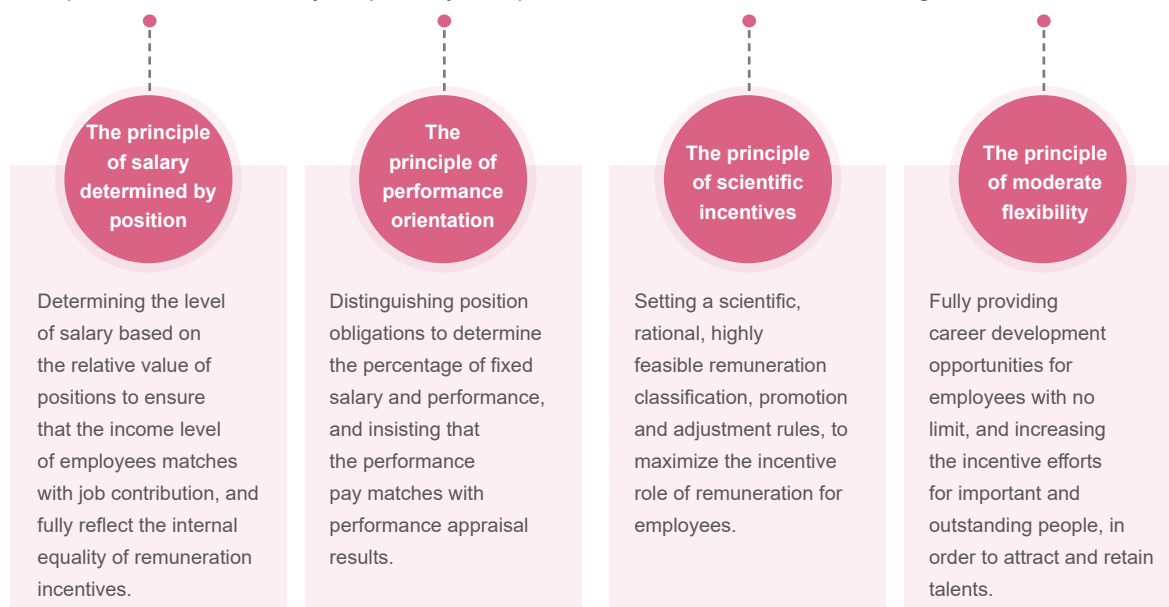 The principle
of salary
determined by
position
Determining the level
of salary based on
the relative value of
positions to ensure
that the income level
of employees matches
with job contribution, and
fully reflect the internal
equality of remuneration
incentives.
The
principle of
performance
orientation
Distinguishing position
obligations to determine
the percentage of fixed
salary and performance,
and insisting that
the performance
pay matches with
performance appraisal
results.
The principle
of scientific
incentives
Setting a scientific,
rational, highly
feasible remuneration
classification, promotion
and adjustment rules, to
maximize the incentive
role of remuneration for
employees.
The principle
of moderate
flexibility
Fully providing
career development
opportunities for
employees with no
limit, and increasing
the incentive efforts
for important and
outstanding people, in
order to attract and retain
talents.